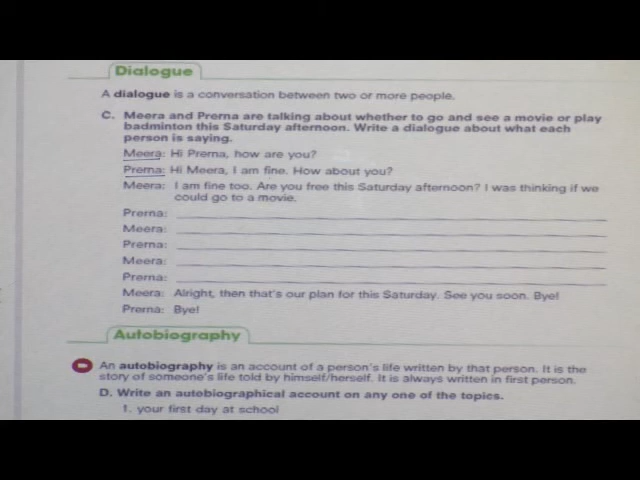 Dialogue
A dialogue is a conversation between two or more people.
C. Meera and Prerna are talking about whether to go and see a movie or play
badminton this Saturday afternoon. Write a dialogue about what each
person is saying.
Meera: Hi Prerna, how are you?
Prerna: Hi Meera, I am fine. How about you?
Meera: I am fine too. Are you free this Saturday afternoon? I was thinking if we
could go to a movie.
Prerna:
Meera:
Prerna:
Meera:
Prerna:
Meera: Alright, then that's our plan for this Saturday. See you soon. Bye!
Prerna: Bye!
Autobiography
An autobiography is an account of a person's life written by that person. It is the
story of someone's life told by himself/herself. It is always written in first person.
D. Write an autobiographical account on any one of the topics.
1. your first day at school